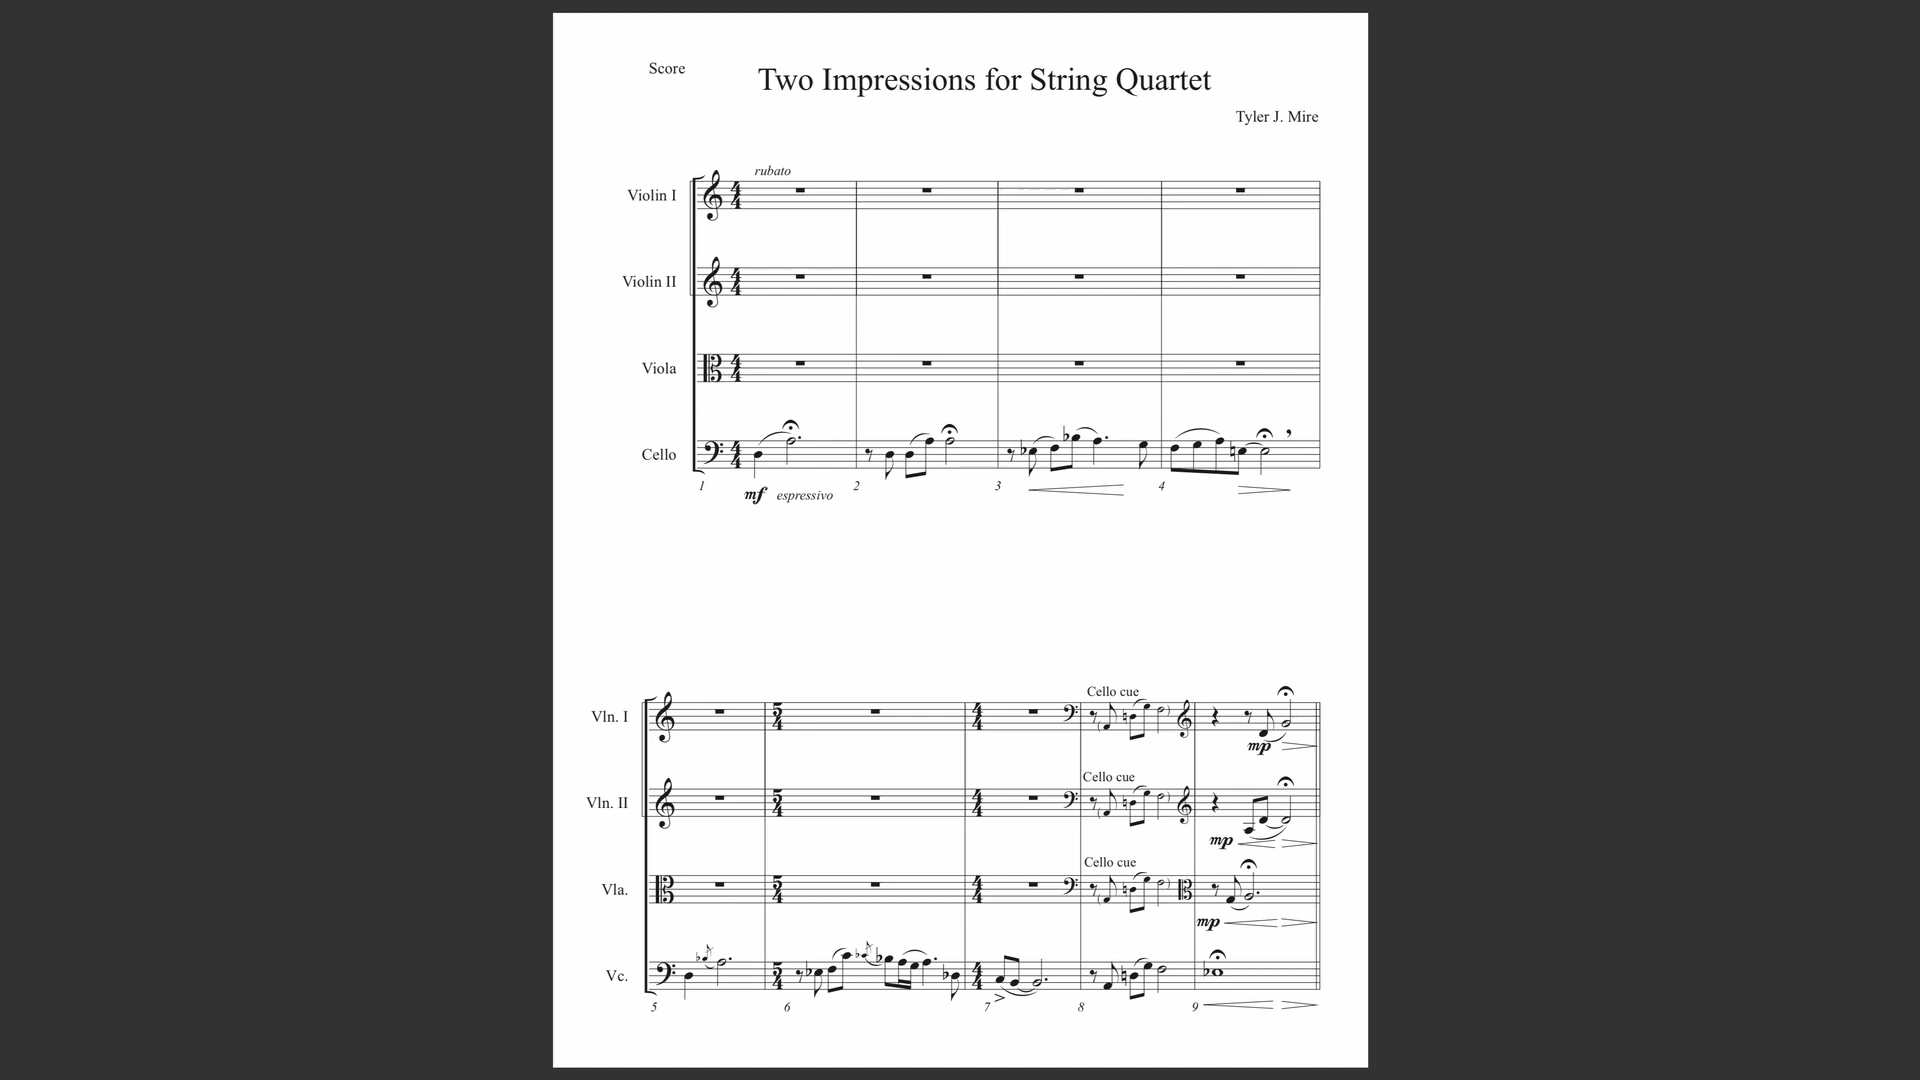 Score
Two Impressions for String Quartet
Tyler J. Mire
rubato
Violin I
Violin II
Viola
Cello
1 2 3 4
mf espressivo
Cello cue
Vln. I
mp
Cello cue
Vln. II
mp
Cello cue
Vla.
mp
Vc.
5 6 7 8 9